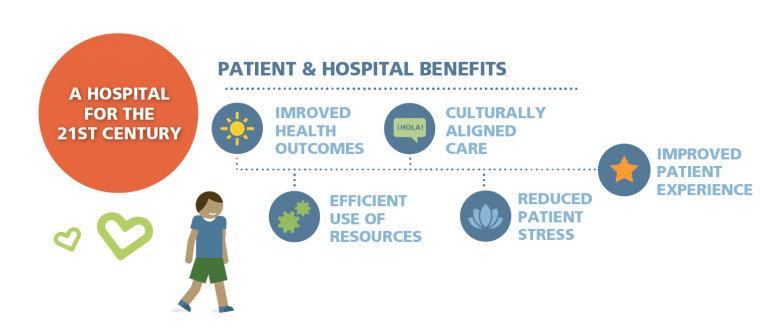 A HOSPITAL
FOR THE
21ST CENTURY
PATIENT & HOSPITAL BENEFITS
IMROVED
HEALTH
OUTCOMES
¡HOLA!
CULTURALLY
ALIGNED
CARE
IMPROVED
PATIENT
EXPERIENCE
EFFICIENT
USE OF
RESOURCES
REDUCED
PATIENT
STRESS